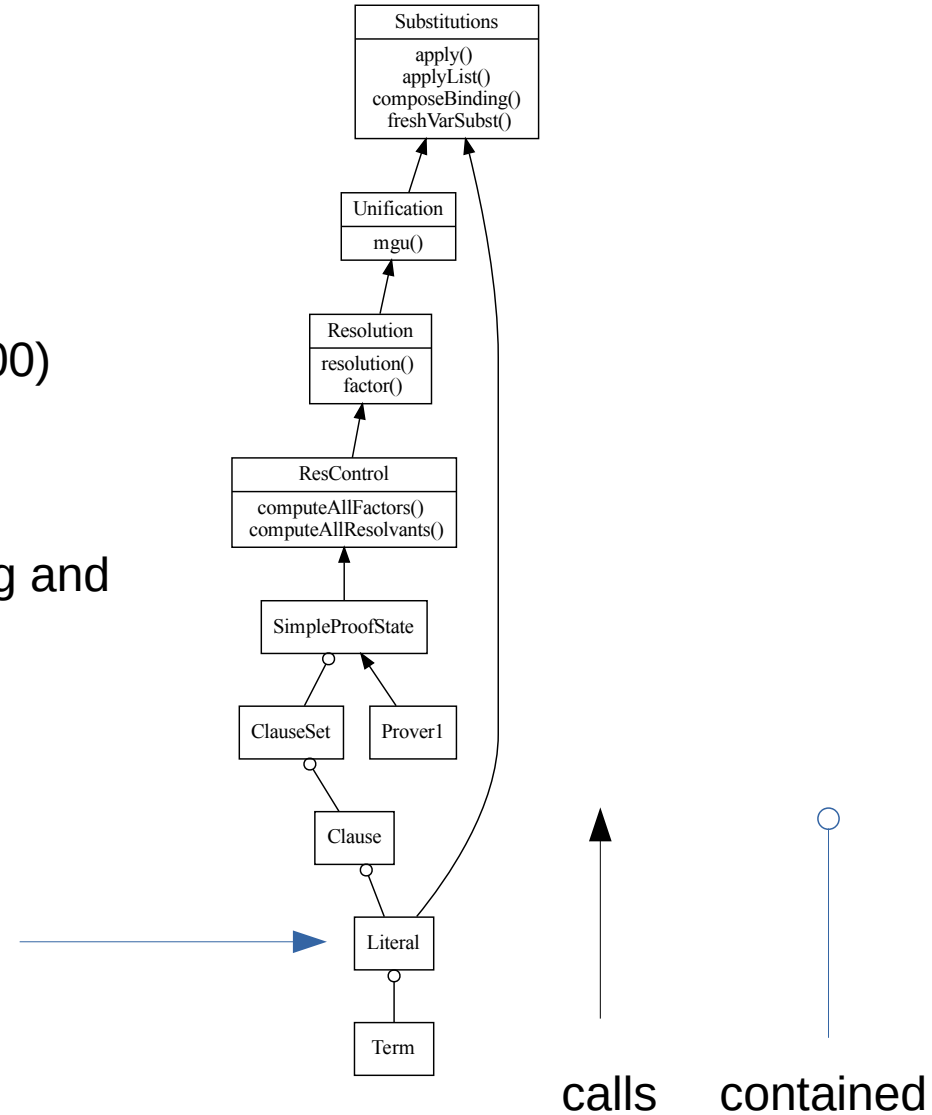 Substitutions
apply()
applyList()
composeBinding()
freshVarSubst()
Unification
mgu()
00)
Resolution
resolution()
factor()
ResControl
computeAllFactors()
computeAllResolvants()
g and
SimpleProofState
ClauseSet
Prover1
Clause
Literal
Term
calls
contained